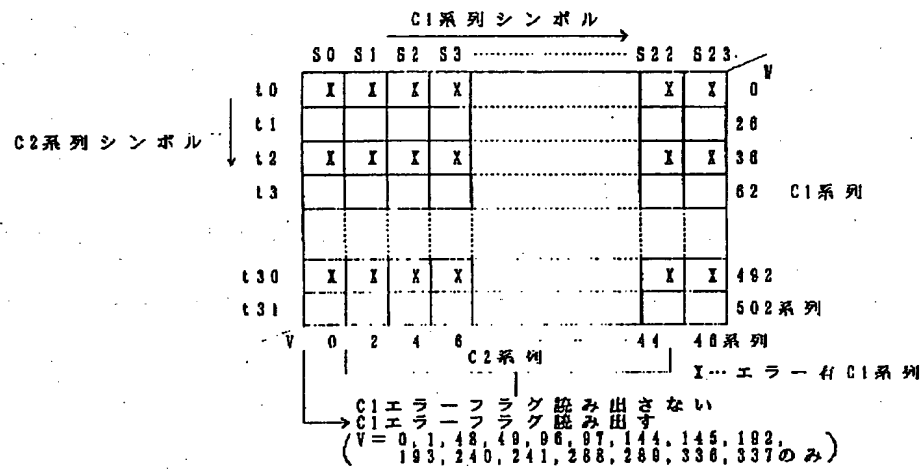 C1系列シンボル
S0 S1 S2 S3 S22 S23 W
t0 X X X X X X 0
t1 26
C2系列シンボル
t2 X X X X X X 36
t3 62 C1系列
t30 X X X X X X 492
t31 502系列
V 0 2 4 6 44 46系列
C2系列
X…エラー有C1系列
C1エラーフラグ読み出さない
C1エラーフラグ読み出す
(V=0,1,48,49,96,97,144,145,192,
193,240,241,288,289,336,337のみ)